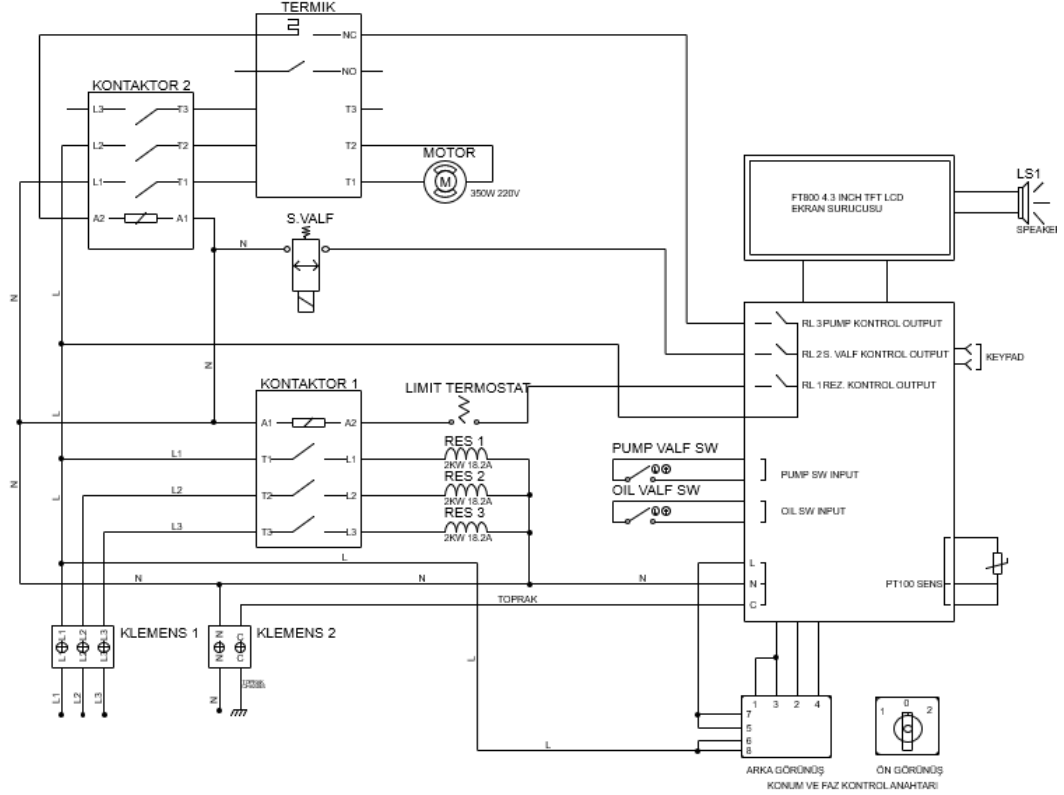 TERMIK
NC
NO
T3
T2
T1
KONTAKTOR 2
L3 T3
L2 T2
L1 T1
A2 A1
MOTOR
M
350W 220V
S.VALF
N
FT800 4.3 INCH TFT LCD
EKRAN SURUCUSU
LS1
SPEAKER
N
L
N
RL 3 PUMP KONTROL OUTPUT
RL 2 S. VALF KONTROL OUTPUT
RL 1 REZ. KONTROL OUTPUT
KEYPAD
KONTAKTOR 1
A1 A2
T1 L1
T2 L2
T3 L3
LIMIT TERMOSTAT
L
L1
L2
L3
N
L
RES 1
2KW 18.2A
RES 2
2KW 18.2A
RES 3
2KW 18.2A
PUMP VALF SW
PUMP SW INPUT
OIL VALF SW
OIL SW INPUT
L
N
C
PT100 SENS
L
N N N
TOPRAK
KLEMENS 1
L1 L2 L3
L1 L2 L3
KLEMENS 2
N C
N C
L1 L2 L3
N
L
L
1 3 2 4
7
5
6
8
ARKA GÖRÜNÜŞ
1 0 2
ÖN GÖRÜNÜŞ
KONUM VE FAZ KONTROL ANAHTARI